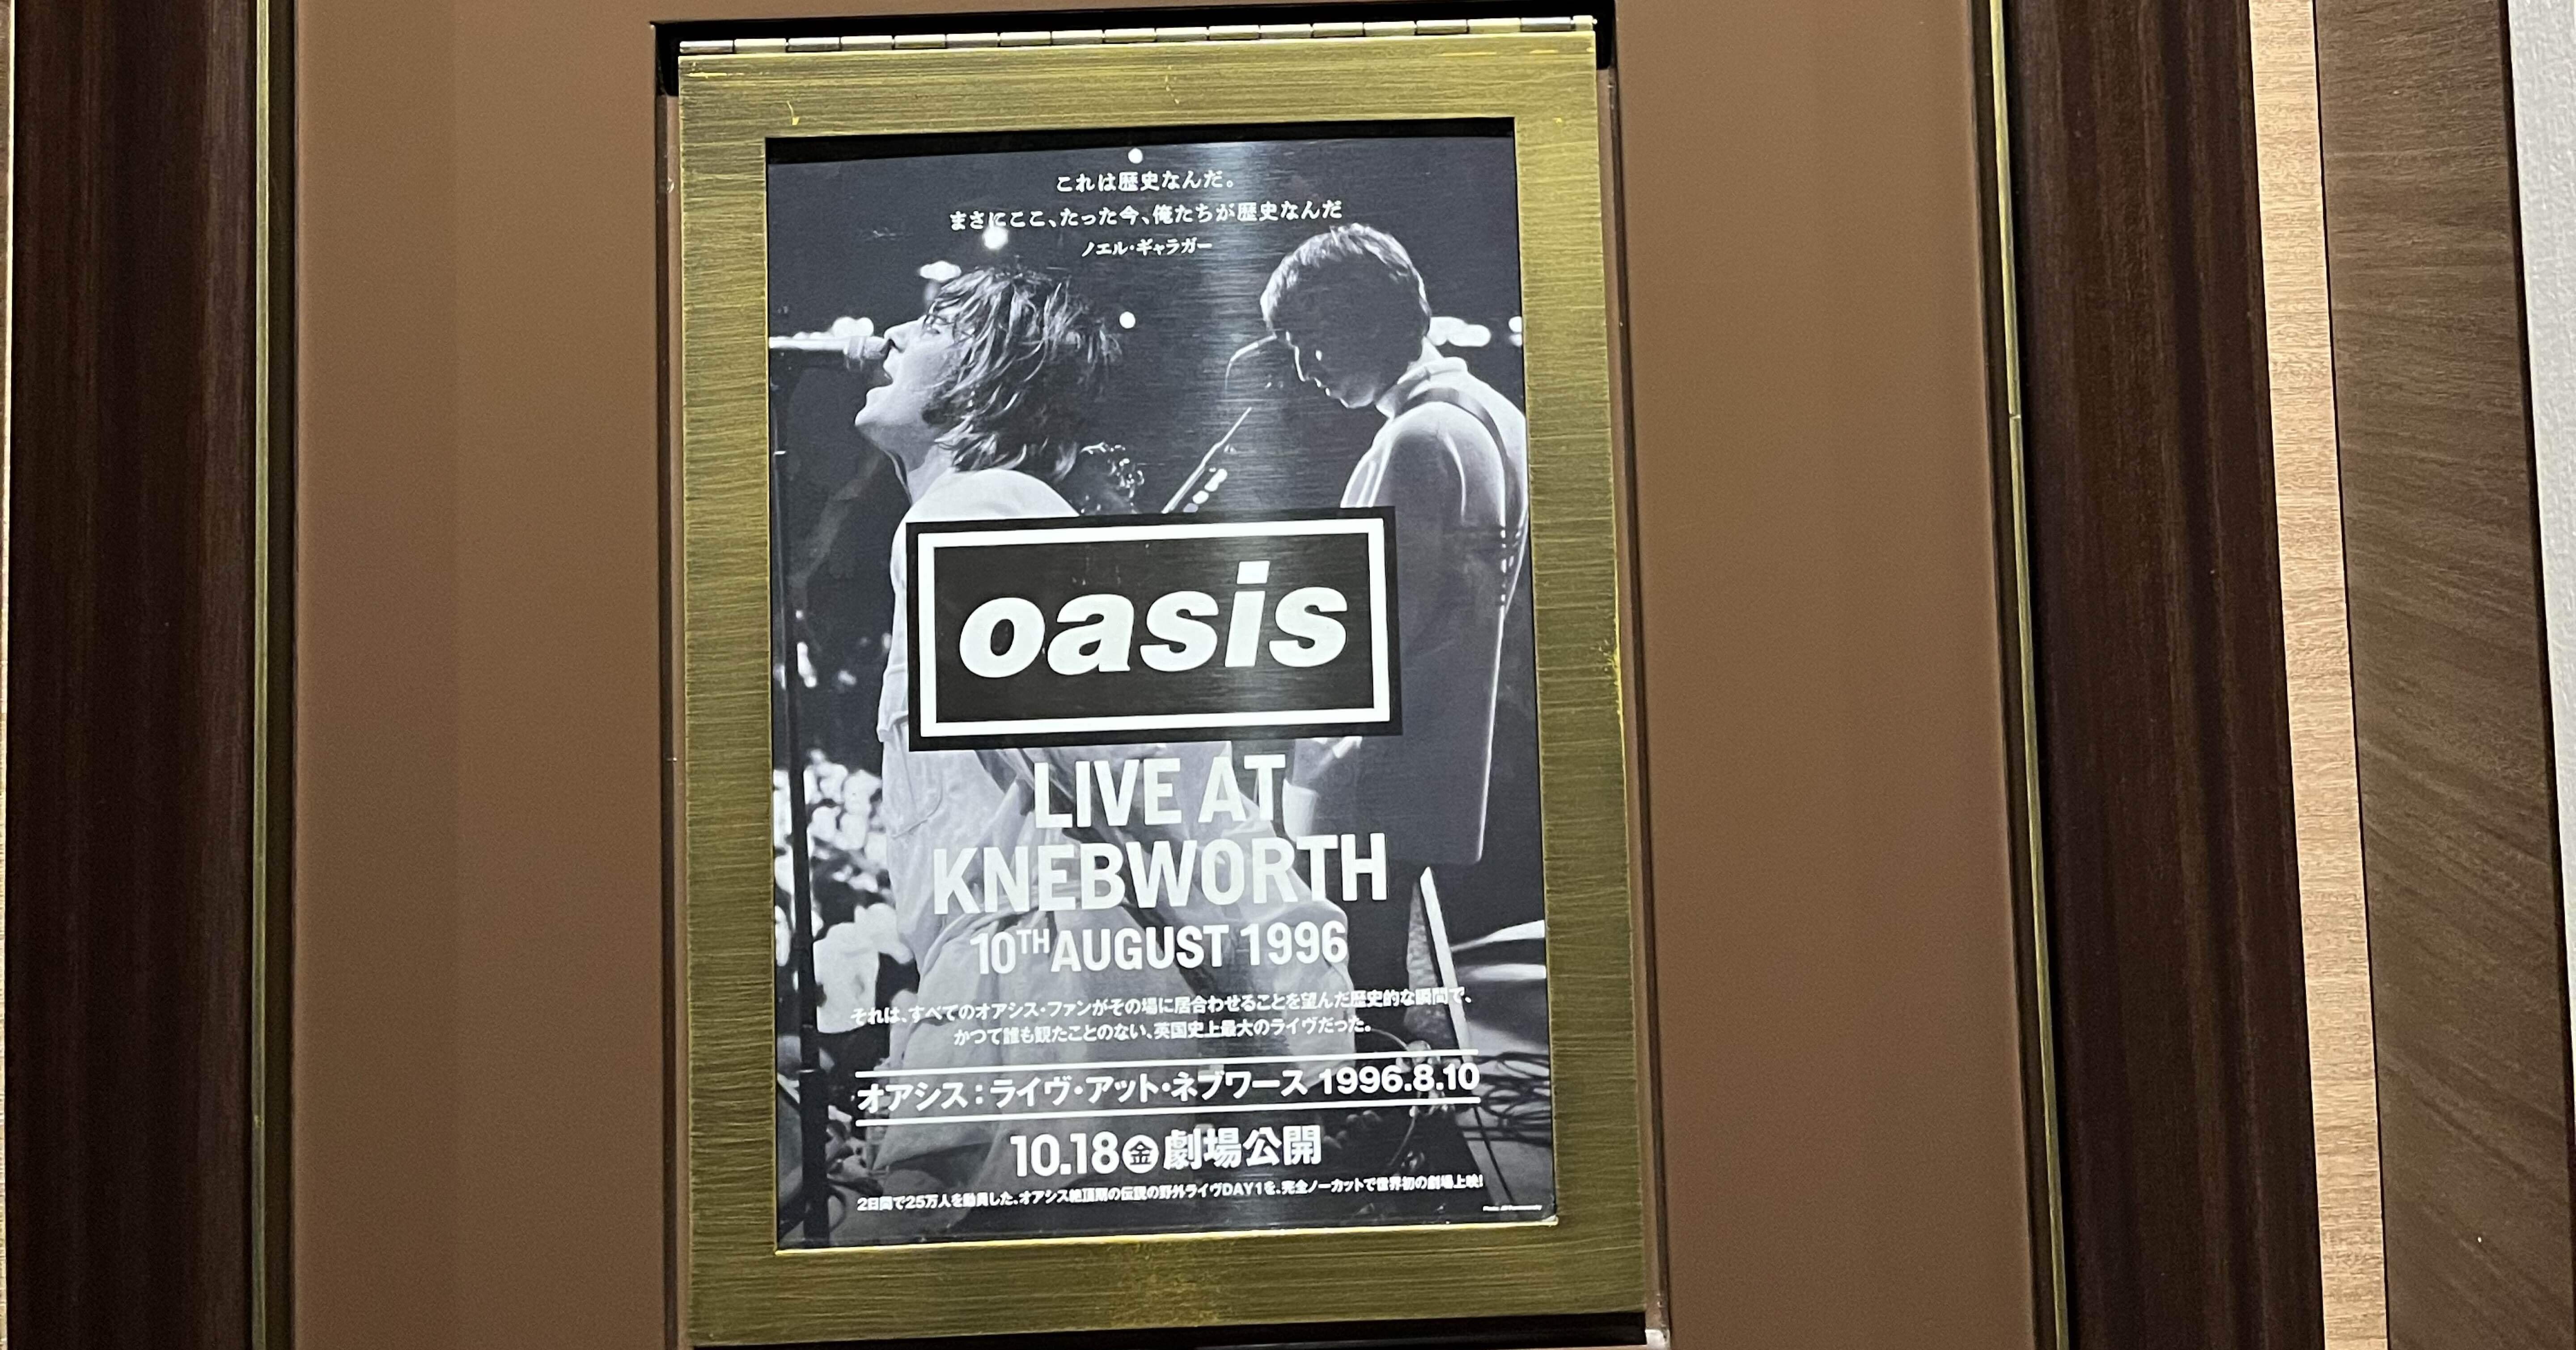 これは歴史なんだ。
まさにここ、たった今、俺たちが歴史なんだ
ノエル・ギャラガー
oasis
LIVE AT
KNEBWORTH
10TH AUGUST 1996
それは、すべてのオアシス・ファンがその場に居合わせることを望んだ歴史的な瞬間で、
かつて誰も観たことのない、英国史上最大のライヴだった。
オアシス：ライヴ・アット・ネブワース 1996.8.10
10.18㊎劇場公開
2日間で25万人を動員した、オアシス絶頂期の伝説の野外ライヴDAY1を、完全ノーカットで世界初の劇場上映!